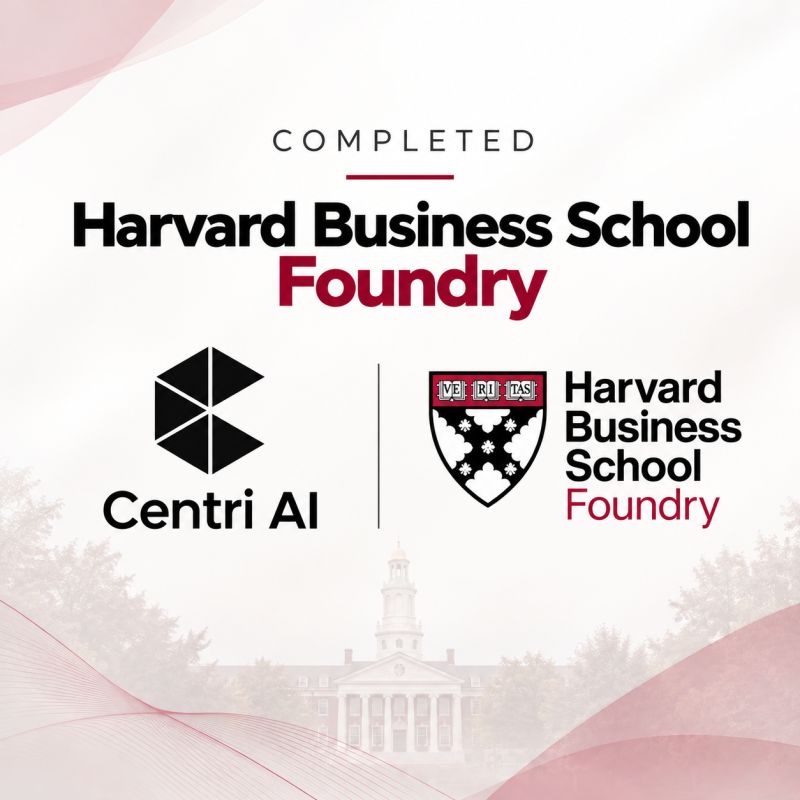 COMPLETED
Harvard Business School
Foundry
Centri AI
VE RI TAS
Harvard
Business
School
Foundry